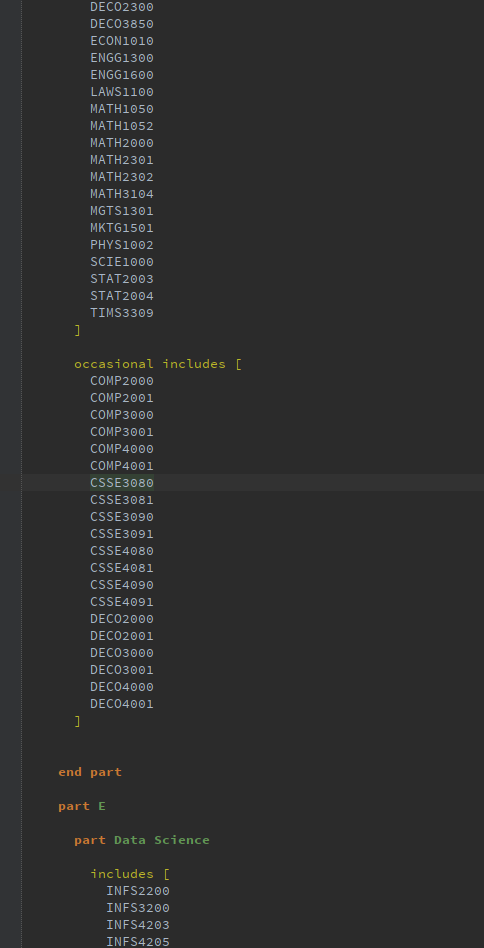 DECO2300
DECO3850
ECON1010
ENGG1300
ENGG1600
LAWS1100
MATH1050
MATH1052
MATH2000
MATH2301
MATH2302
MATH3104
MGTS1301
MKTG1501
PHYS1002
SCIE1000
STAT2003
STAT2004
TIMS3309
]
occasional includes [
COMP2000
COMP2001
COMP3000
COMP3001
COMP4000
COMP4001
CSSE3080
CSSE3081
CSSE3090
CSSE3091
CSSE4080
CSSE4081
CSSE4090
CSSE4091
DECO2000
DECO2001
DECO3000
DECO3001
DECO4000
DECO4001
]
end part
part E
part Data Science
includes [
INFS2200
INFS3200
INFS4203
INFS4205